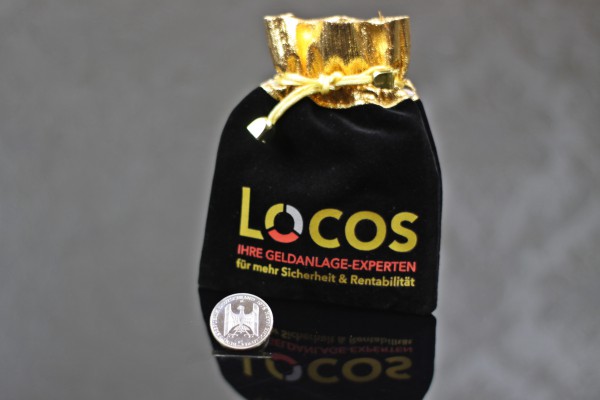 LOCOS
IHRE GELDANLAGE-EXPERTEN
für mehr Sicherheit & Rentabilität